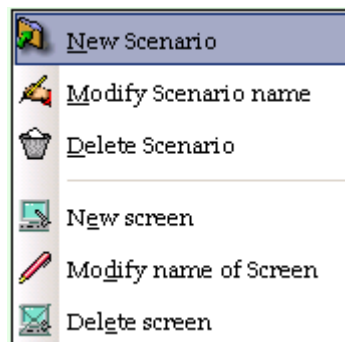 New Scenario
Modify Scenario name
Delete Scenario
New screen
Modify name of Screen
Delete screen